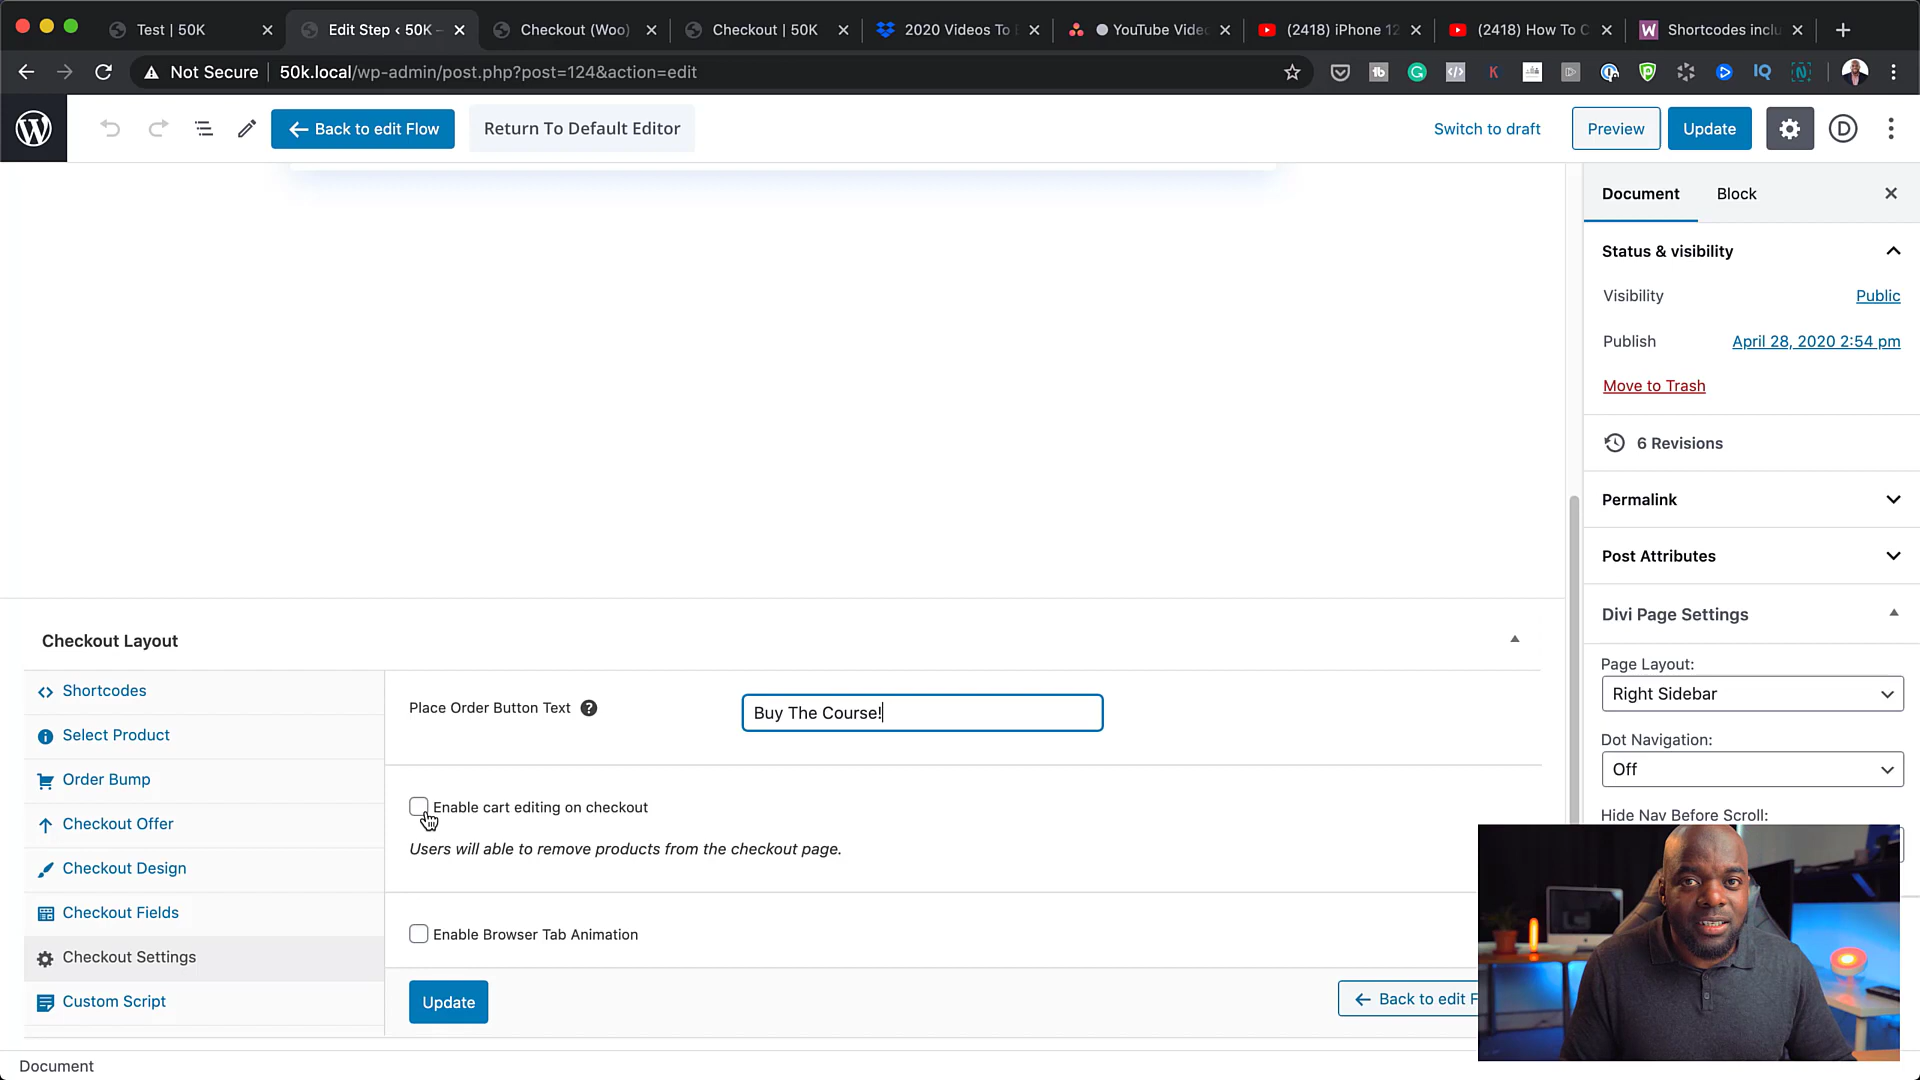 Test | 50K
Edit Step ‹ 50K –
Checkout (Woo)
Checkout | 50K
2020 Videos To
YouTube Vide
(2418) iPhone 12
(2418) How To C
Shortcodes inclu
Not Secure
50k.local/wp-admin/post.php?post=124&action=edit
Back to edit Flow
Return To Default Editor
Switch to draft
Preview
Update
Document
Block
Status & visibility
Visibility
Public
Publish
April 28, 2020 2:54 pm
Move to Trash
6 Revisions
Permalink
Post Attributes
Divi Page Settings
Page Layout:
Right Sidebar
Dot Navigation:
Off
Hide Nav Before Scroll:
Checkout Layout
Shortcodes
Select Product
Order Bump
Checkout Offer
Checkout Design
Checkout Fields
Checkout Settings
Custom Script
Place Order Button Text
Buy The Course!
Enable cart editing on checkout
Users will able to remove products from the checkout page.
Enable Browser Tab Animation
Update
Back to edit F
Document